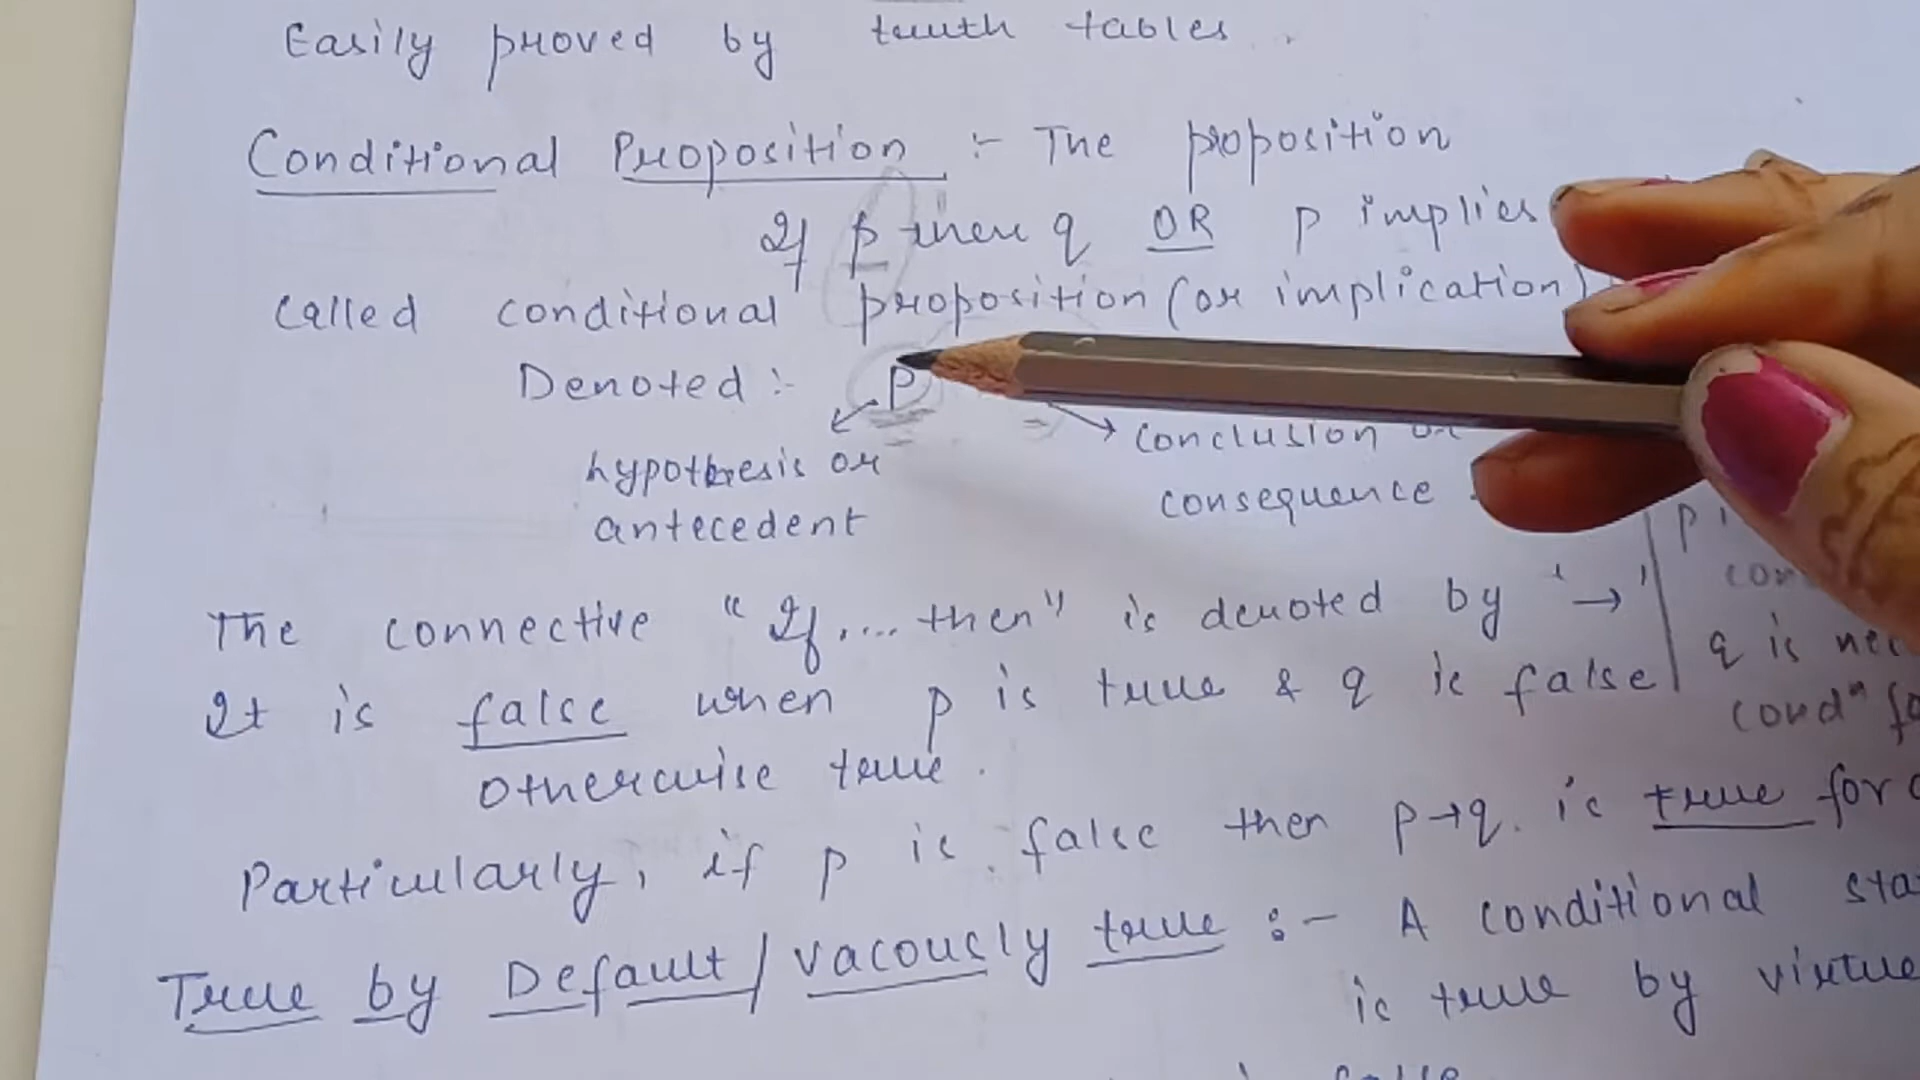 Easily proved by truth tables.
Conditional Proposition :- The proposition
If p then q OR p implies
called conditional proposition (or implication)
Denoted :- p
hypothesis or
antecedent
conclusion or
consequence
The connective "If .... then" is denoted by '→'
It is false when p is true & q is false
otherwise true.
p
q is
condⁿ
Particularly, if p is false then p→q is true for
True by Default / vacously true :- A conditional
is true by virtue